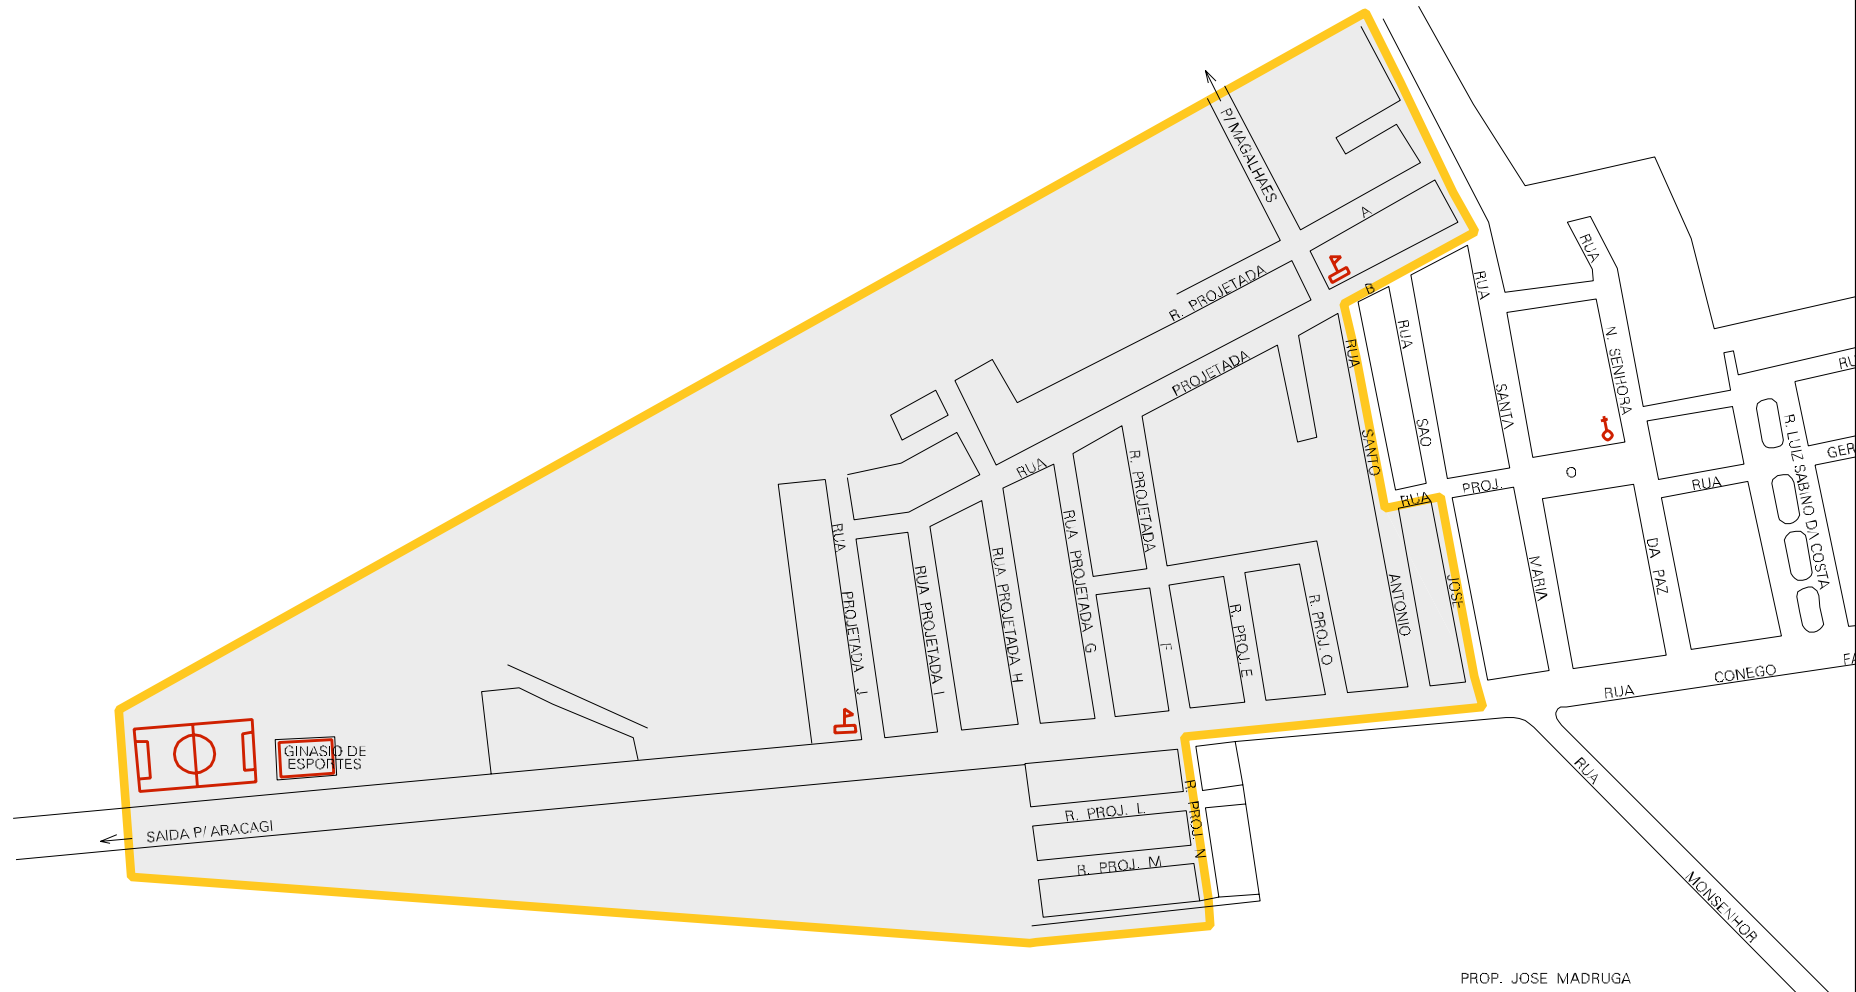 P/ MAGALHAES
A
R. PROJETADA
B
RUA
PROJETADA
RUA
SANTO
ANTONIO
RUA
SAO
JOSE
RUA
SANTA
MARIA
RUA
N. SENHORA
DA PAZ
RUA
PROJ.
O
RUA
R. LUIZ SABINO DA COSTA
RU
GER
R. PROJETADA
F
RUA
PROJETADA J
RUA PROJETADA I
RUA PROJETADA H
RUA PROJETADA G
R. PROJ. E
R. PROJ. O
RUA
CONEGO
FA
GINASIO DE
ESPORTES
SAIDA P/ ARACAGI
R. PROJ. L
R. PROJ. M
R. PROJ. N
RUA
MONSENHOR
PROP. JOSE MADRUGA